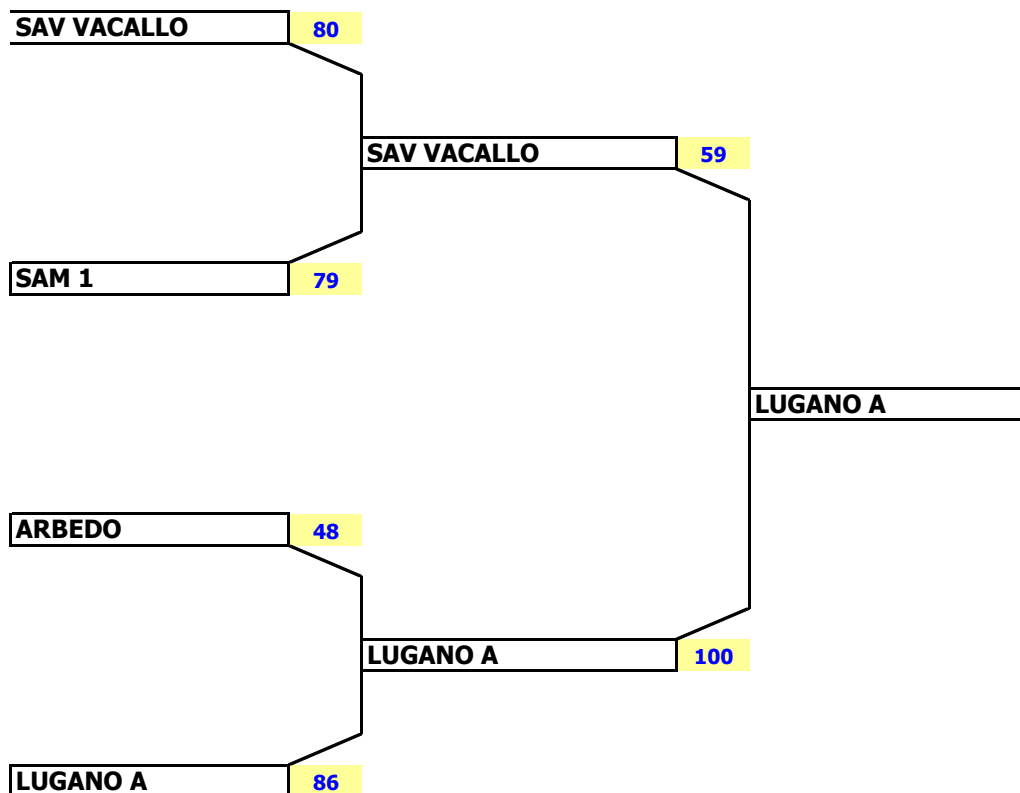 SAV VACALLO 80
SAV VACALLO 59
SAM 1 79
LUGANO A
ARBEDO 48
LUGANO A 100
LUGANO A 86